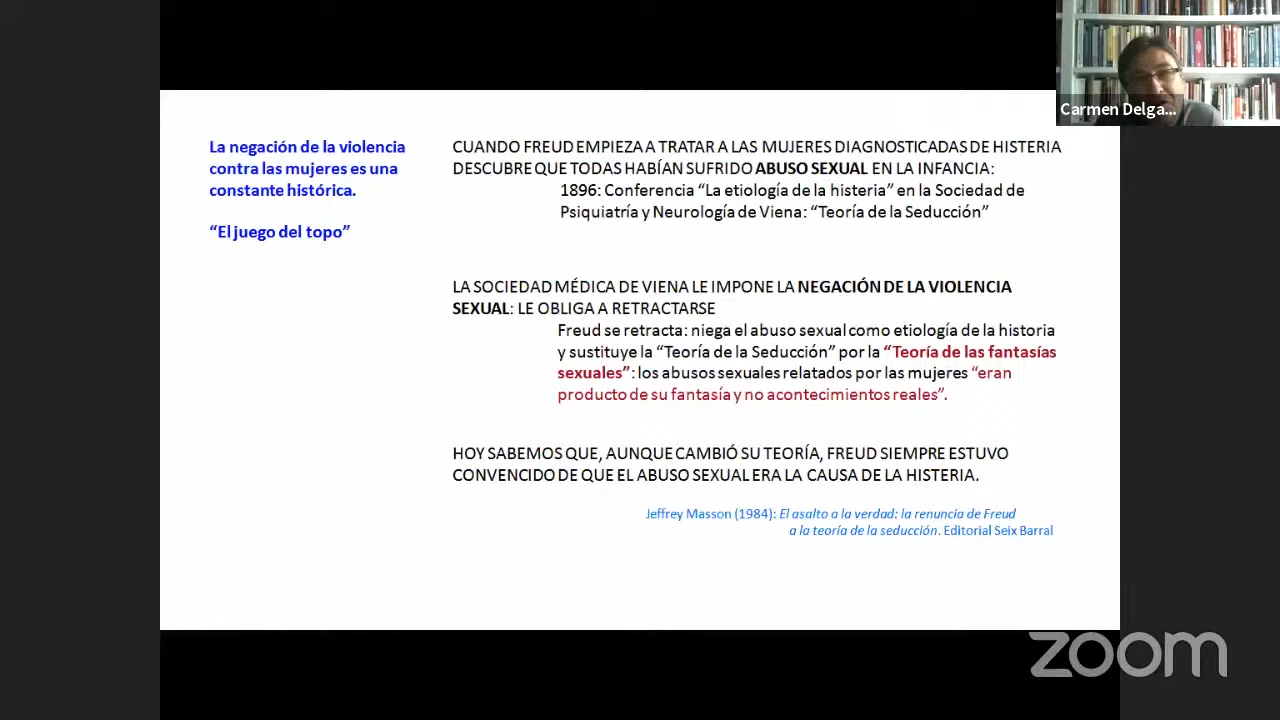 Carmen Delga...
La negación de la violencia
contra las mujeres es una
constante histórica.
“El juego del topo”
CUANDO FREUD EMPIEZA A TRATAR A LAS MUJERES DIAGNOSTICADAS DE HISTERIA
DESCUBRE QUE TODAS HABÍAN SUFRIDO ABUSO SEXUAL EN LA INFANCIA:
1896: Conferencia “La etiología de la histeria” en la Sociedad de
Psiquiatría y Neurología de Viena: “Teoría de la Seducción”
LA SOCIEDAD MÉDICA DE VIENA LE IMPONE LA NEGACIÓN DE LA VIOLENCIA
SEXUAL: LE OBLIGA A RETRACTARSE
Freud se retracta: niega el abuso sexual como etiología de la historia
y sustituye la “Teoría de la Seducción” por la “Teoría de las fantasías
sexuales”: los abusos sexuales relatados por las mujeres “eran
producto de su fantasía y no acontecimientos reales”.
HOY SABEMOS QUE, AUNQUE CAMBIÓ SU TEORÍA, FREUD SIEMPRE ESTUVO
CONVENCIDO DE QUE EL ABUSO SEXUAL ERA LA CAUSA DE LA HISTERIA.
Jeffrey Masson (1984): El asalto a la verdad: la renuncia de Freud
a la teoría de la seducción. Editorial Seix Barral
zoom